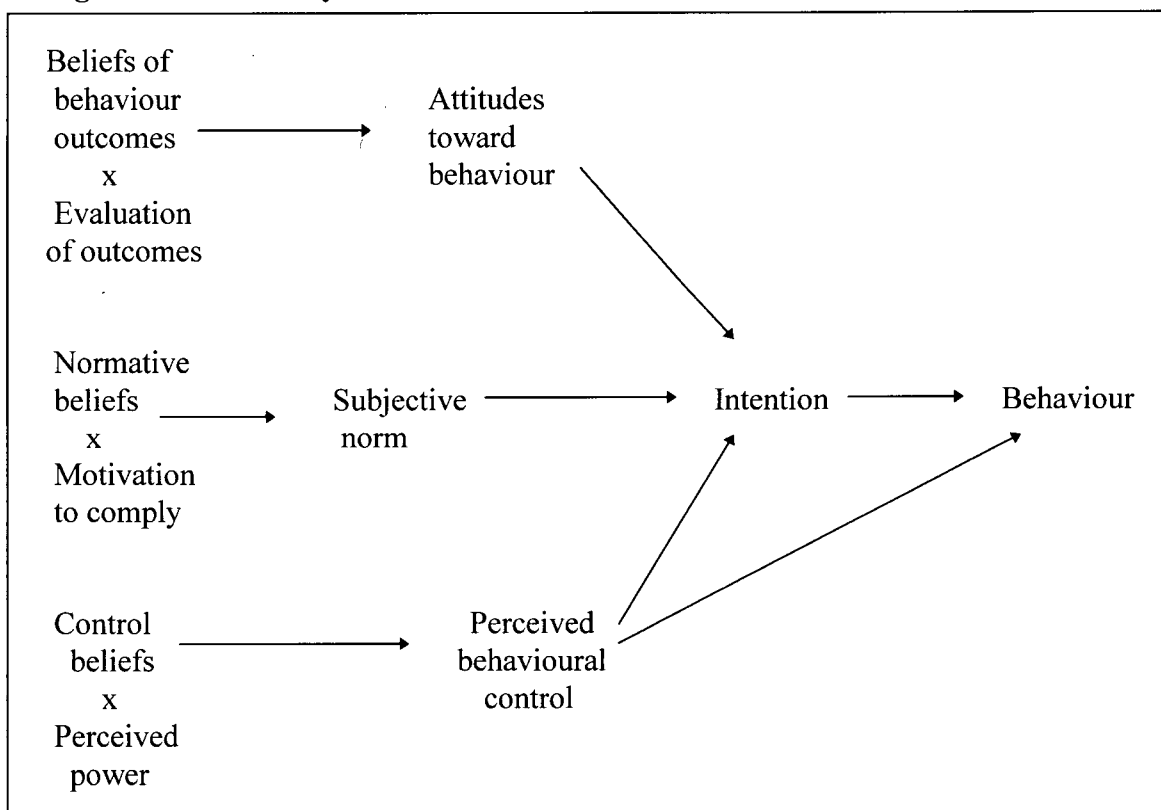 Beliefs of
behaviour
outcomes
x
Evaluation
of outcomes
Attitudes
toward
behaviour
Normative
beliefs
x
Motivation
to comply
Subjective
norm
Intention
Behaviour
Control
beliefs
x
Perceived
power
Perceived
behavioural
control